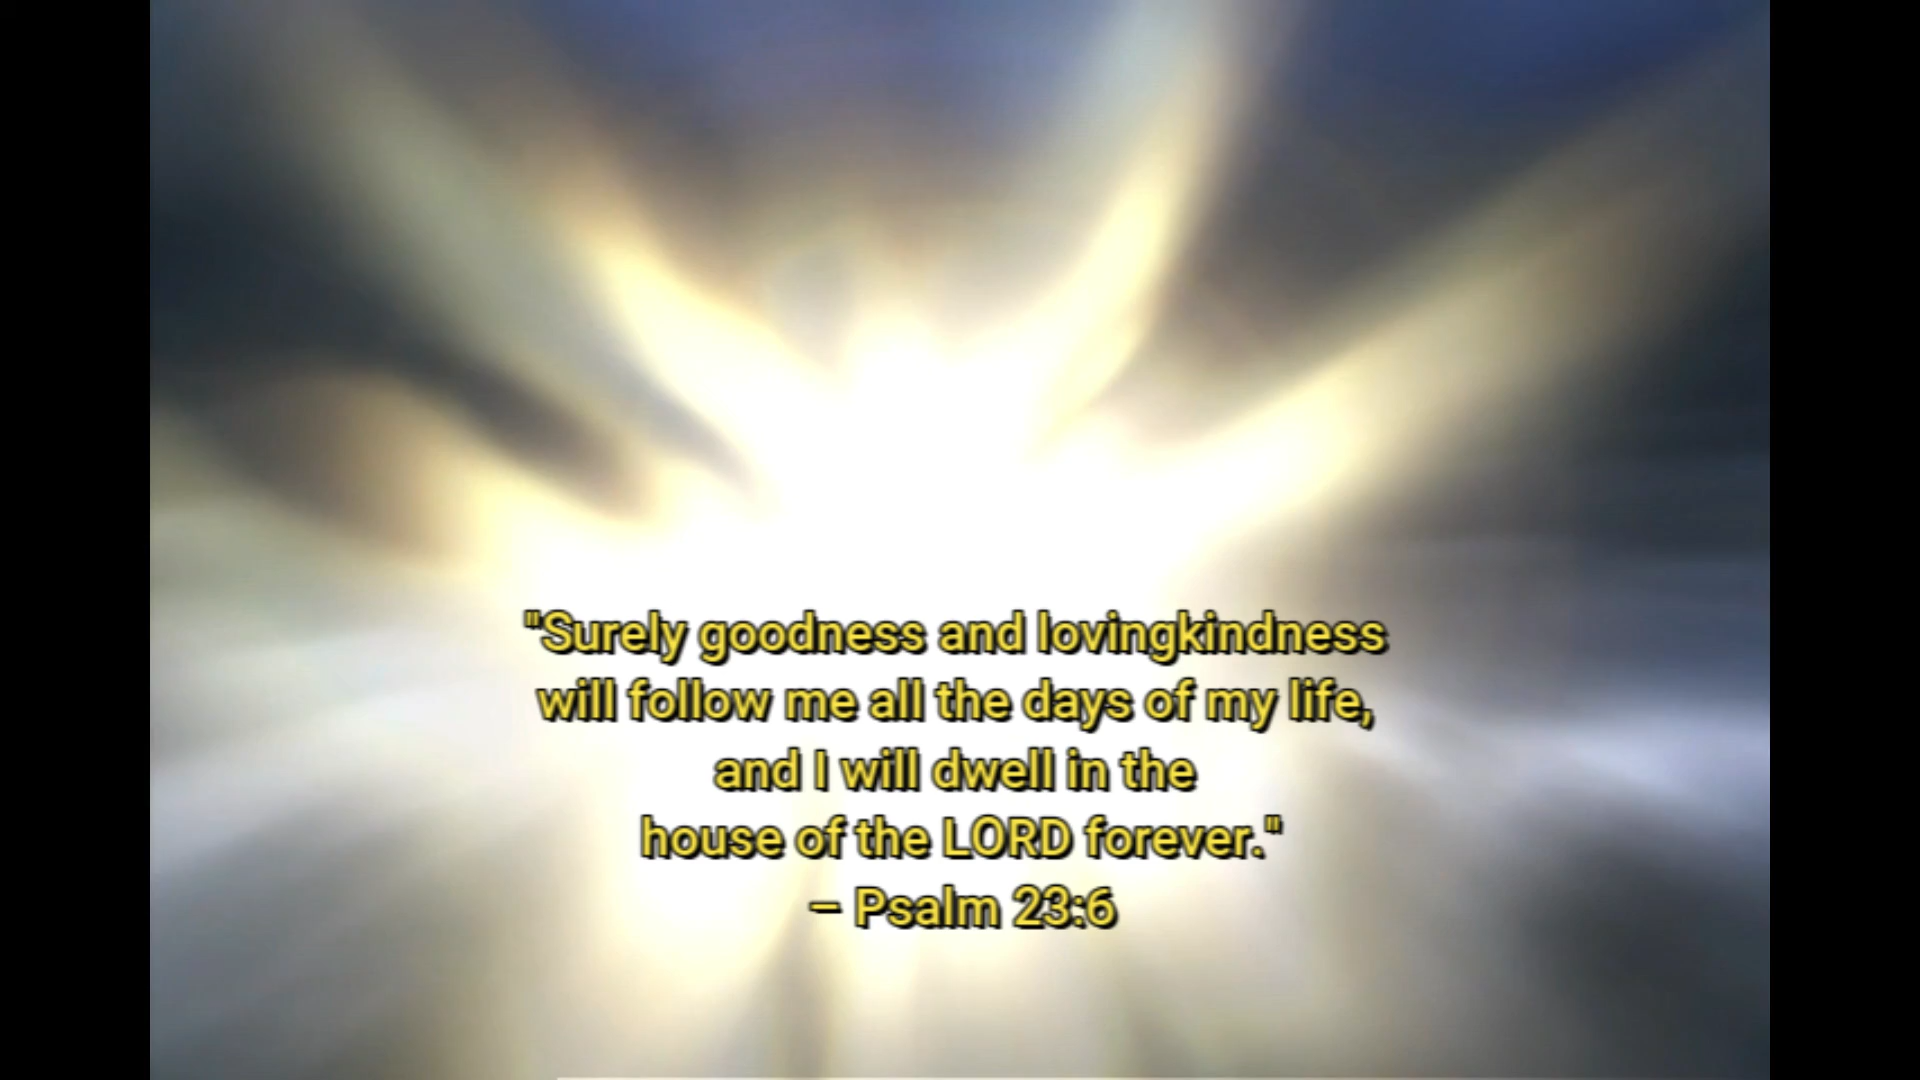 "Surely goodness and lovingkindness
will follow me all the days of my life,
and I will dwell in the
house of the LORD forever."
– Psalm 23:6